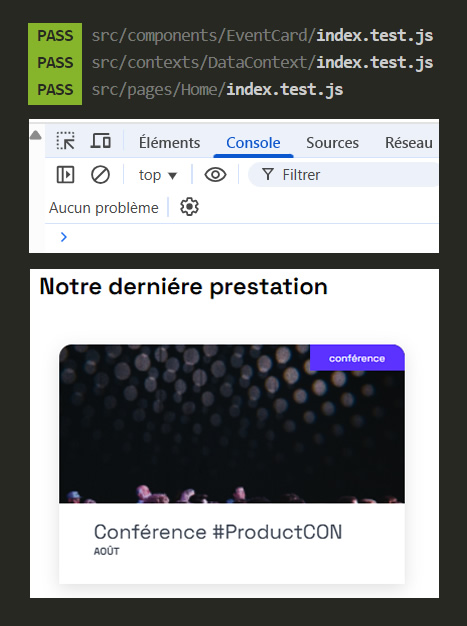 PASS src/components/EventCard/index.test.js
PASS src/contexts/DataContext/index.test.js
PASS src/pages/Home/index.test.js
Éléments Console Sources Réseau
top Filtrer
Aucun problème
Notre derniére prestation
conférence
Conférence #ProductCON
AOÛT